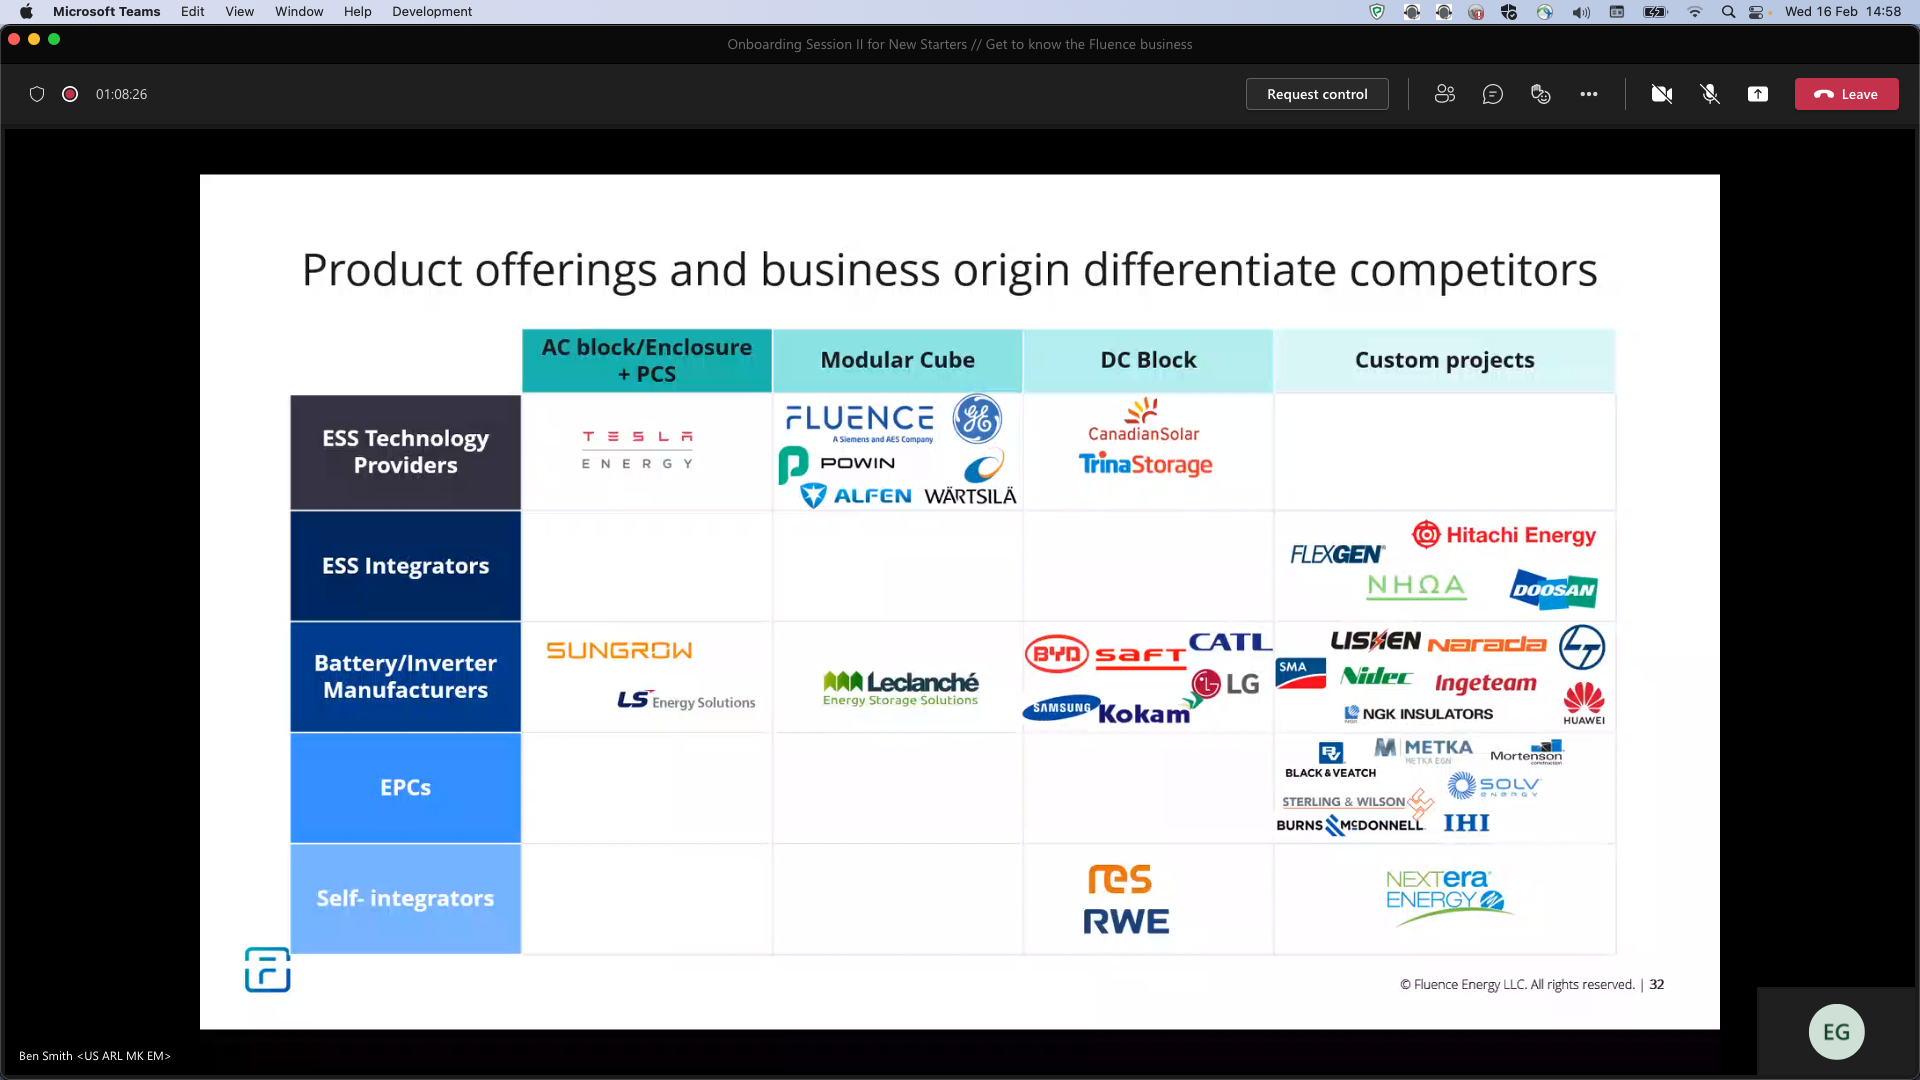 Microsoft Teams Edit View Window Help Development Wed 16 Feb 14:58
Onboarding Session II for New Starters // Get to know the Fluence business
01:08:26 Request control Leave
Product offerings and business origin differentiate competitors
AC block/Enclosure
+ PCS
Modular Cube
DC Block
Custom projects
ESS Technology
Providers
TESLA
ENERGY
FLUENCE
A Siemens and AES Company
GE
POWIN
ALFEN
WÄRTSILÄ
CanadianSolar
TrinaStorage
ESS Integrators
FLEXGEN
Hitachi Energy
NHΩA
DOOSAN
Battery/Inverter
Manufacturers
SUNGROW
LS Energy Solutions
Leclanché
Energy Storage Solutions
BYD
saft
CATL
LG
SAMSUNG
Kokam
LISHEN
narada
LT
SMA
Nidec
Ingeteam
NGK INSULATORS
HUAWEI
EPCs
BV
BLACK & VEATCH
METKA
METKA EGN
Mortenson
construction
SOLV
ENERGY
STERLING & WILSON
BURNS McDONNELL
IHI
Self- integrators
res
RWE
NEXTera
ENERGY
© Fluence Energy LLC. All rights reserved. | 32
Ben Smith <US ARL MK EM>
EG